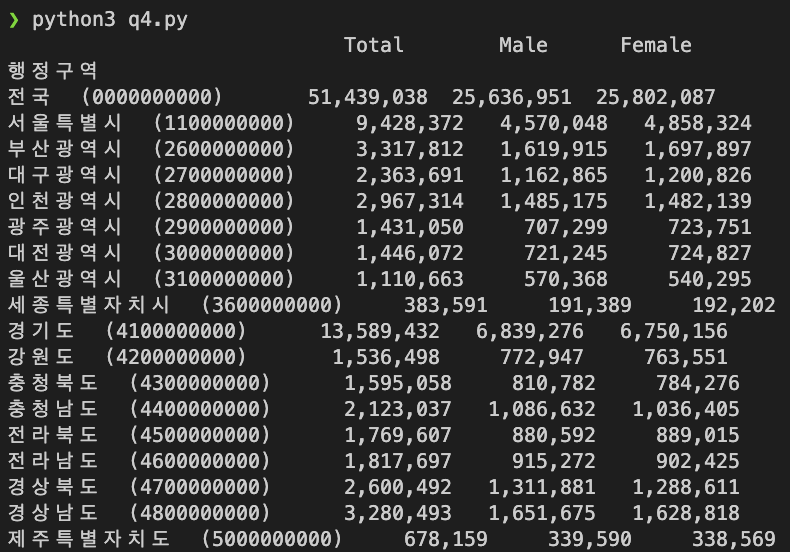 ❯ python3 q4.py
Total Male Female
행정구역
전국 (0000000000) 51,439,038 25,636,951 25,802,087
서울특별시 (1100000000) 9,428,372 4,570,048 4,858,324
부산광역시 (2600000000) 3,317,812 1,619,915 1,697,897
대구광역시 (2700000000) 2,363,691 1,162,865 1,200,826
인천광역시 (2800000000) 2,967,314 1,485,175 1,482,139
광주광역시 (2900000000) 1,431,050 707,299 723,751
대전광역시 (3000000000) 1,446,072 721,245 724,827
울산광역시 (3100000000) 1,110,663 570,368 540,295
세종특별자치시 (3600000000) 383,591 191,389 192,202
경기도 (4100000000) 13,589,432 6,839,276 6,750,156
강원도 (4200000000) 1,536,498 772,947 763,551
충청북도 (4300000000) 1,595,058 810,782 784,276
충청남도 (4400000000) 2,123,037 1,086,632 1,036,405
전라북도 (4500000000) 1,769,607 880,592 889,015
전라남도 (4600000000) 1,817,697 915,272 902,425
경상북도 (4700000000) 2,600,492 1,311,881 1,288,611
경상남도 (4800000000) 3,280,493 1,651,675 1,628,818
제주특별자치도 (5000000000) 678,159 339,590 338,569